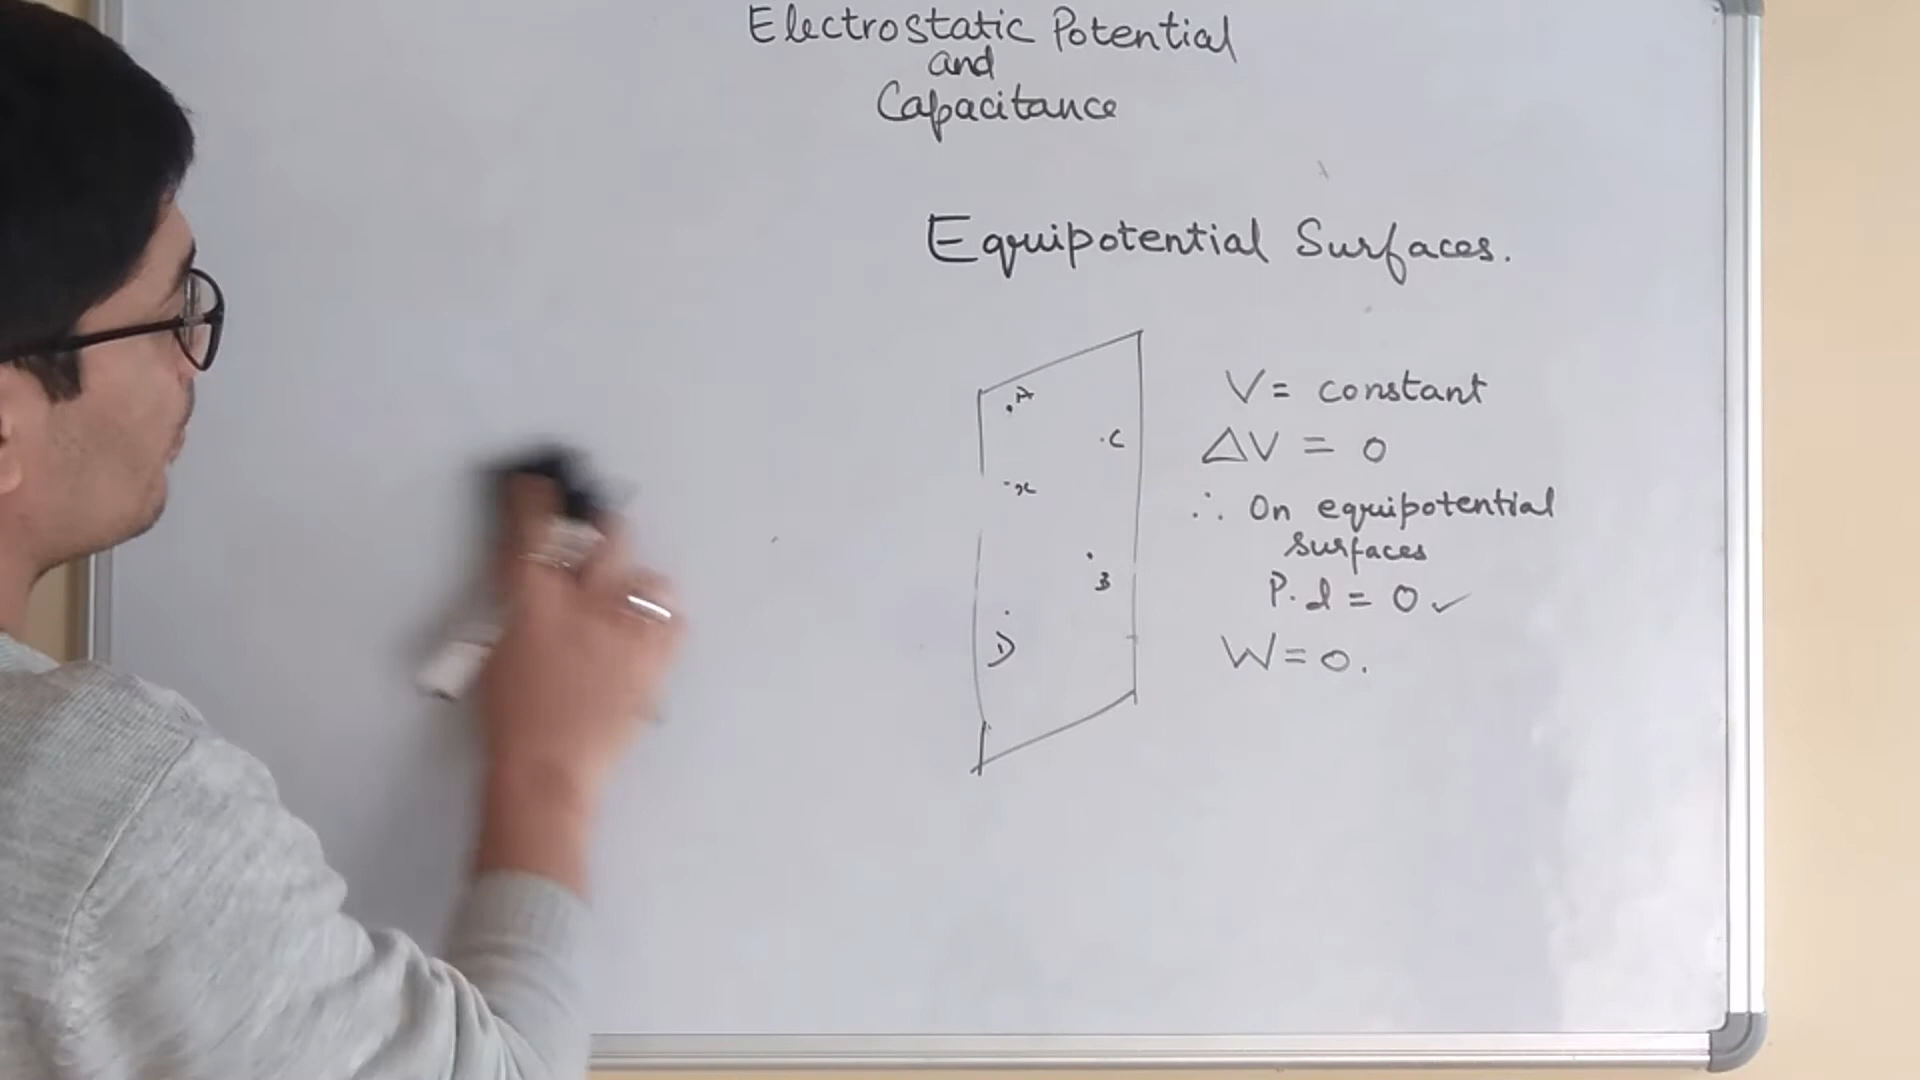 Electrostatic Potential
and
Capacitance
Equipotential Surfaces.
A
C
x
B
D
V = constant
ΔV = 0
∴ On equipotential
surfaces
P.d = 0 ✓
W = 0.